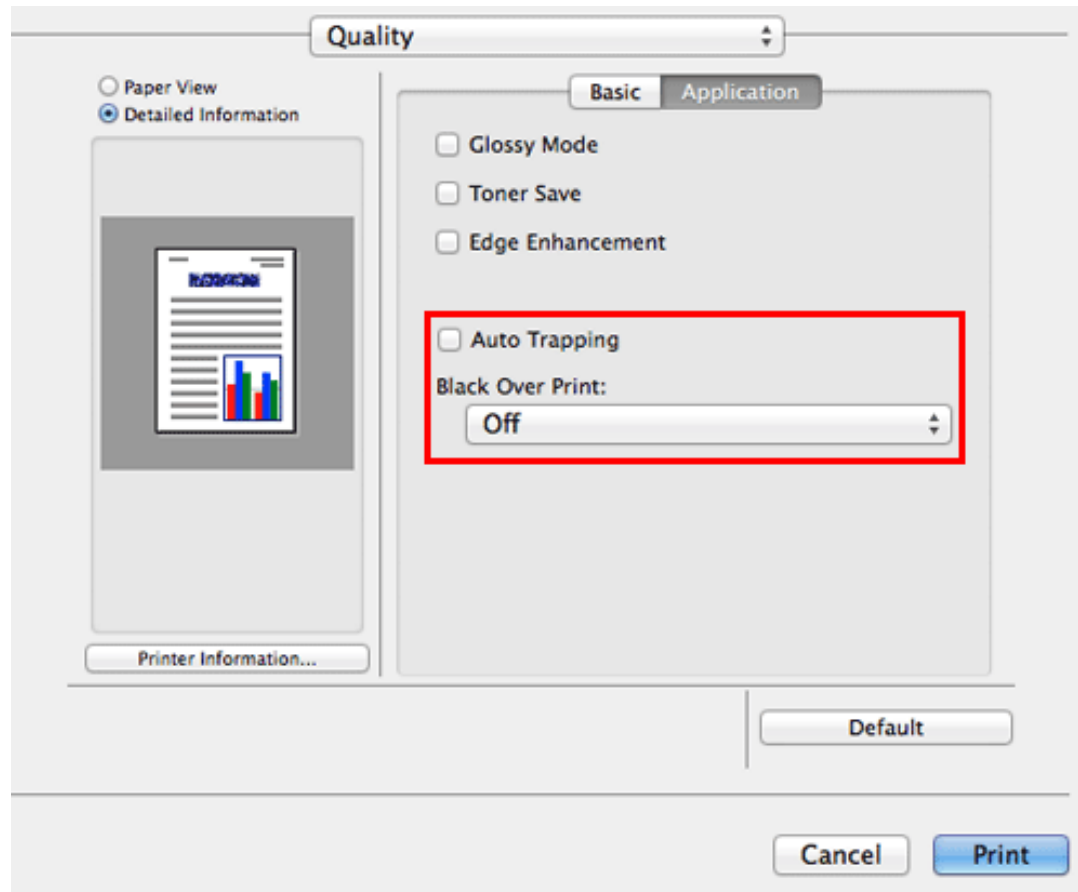 Quality
Paper View
Detailed Information
Printer Information...
Basic Application
Glossy Mode
Toner Save
Edge Enhancement
Auto Trapping
Black Over Print:
Off
Default
Cancel Print